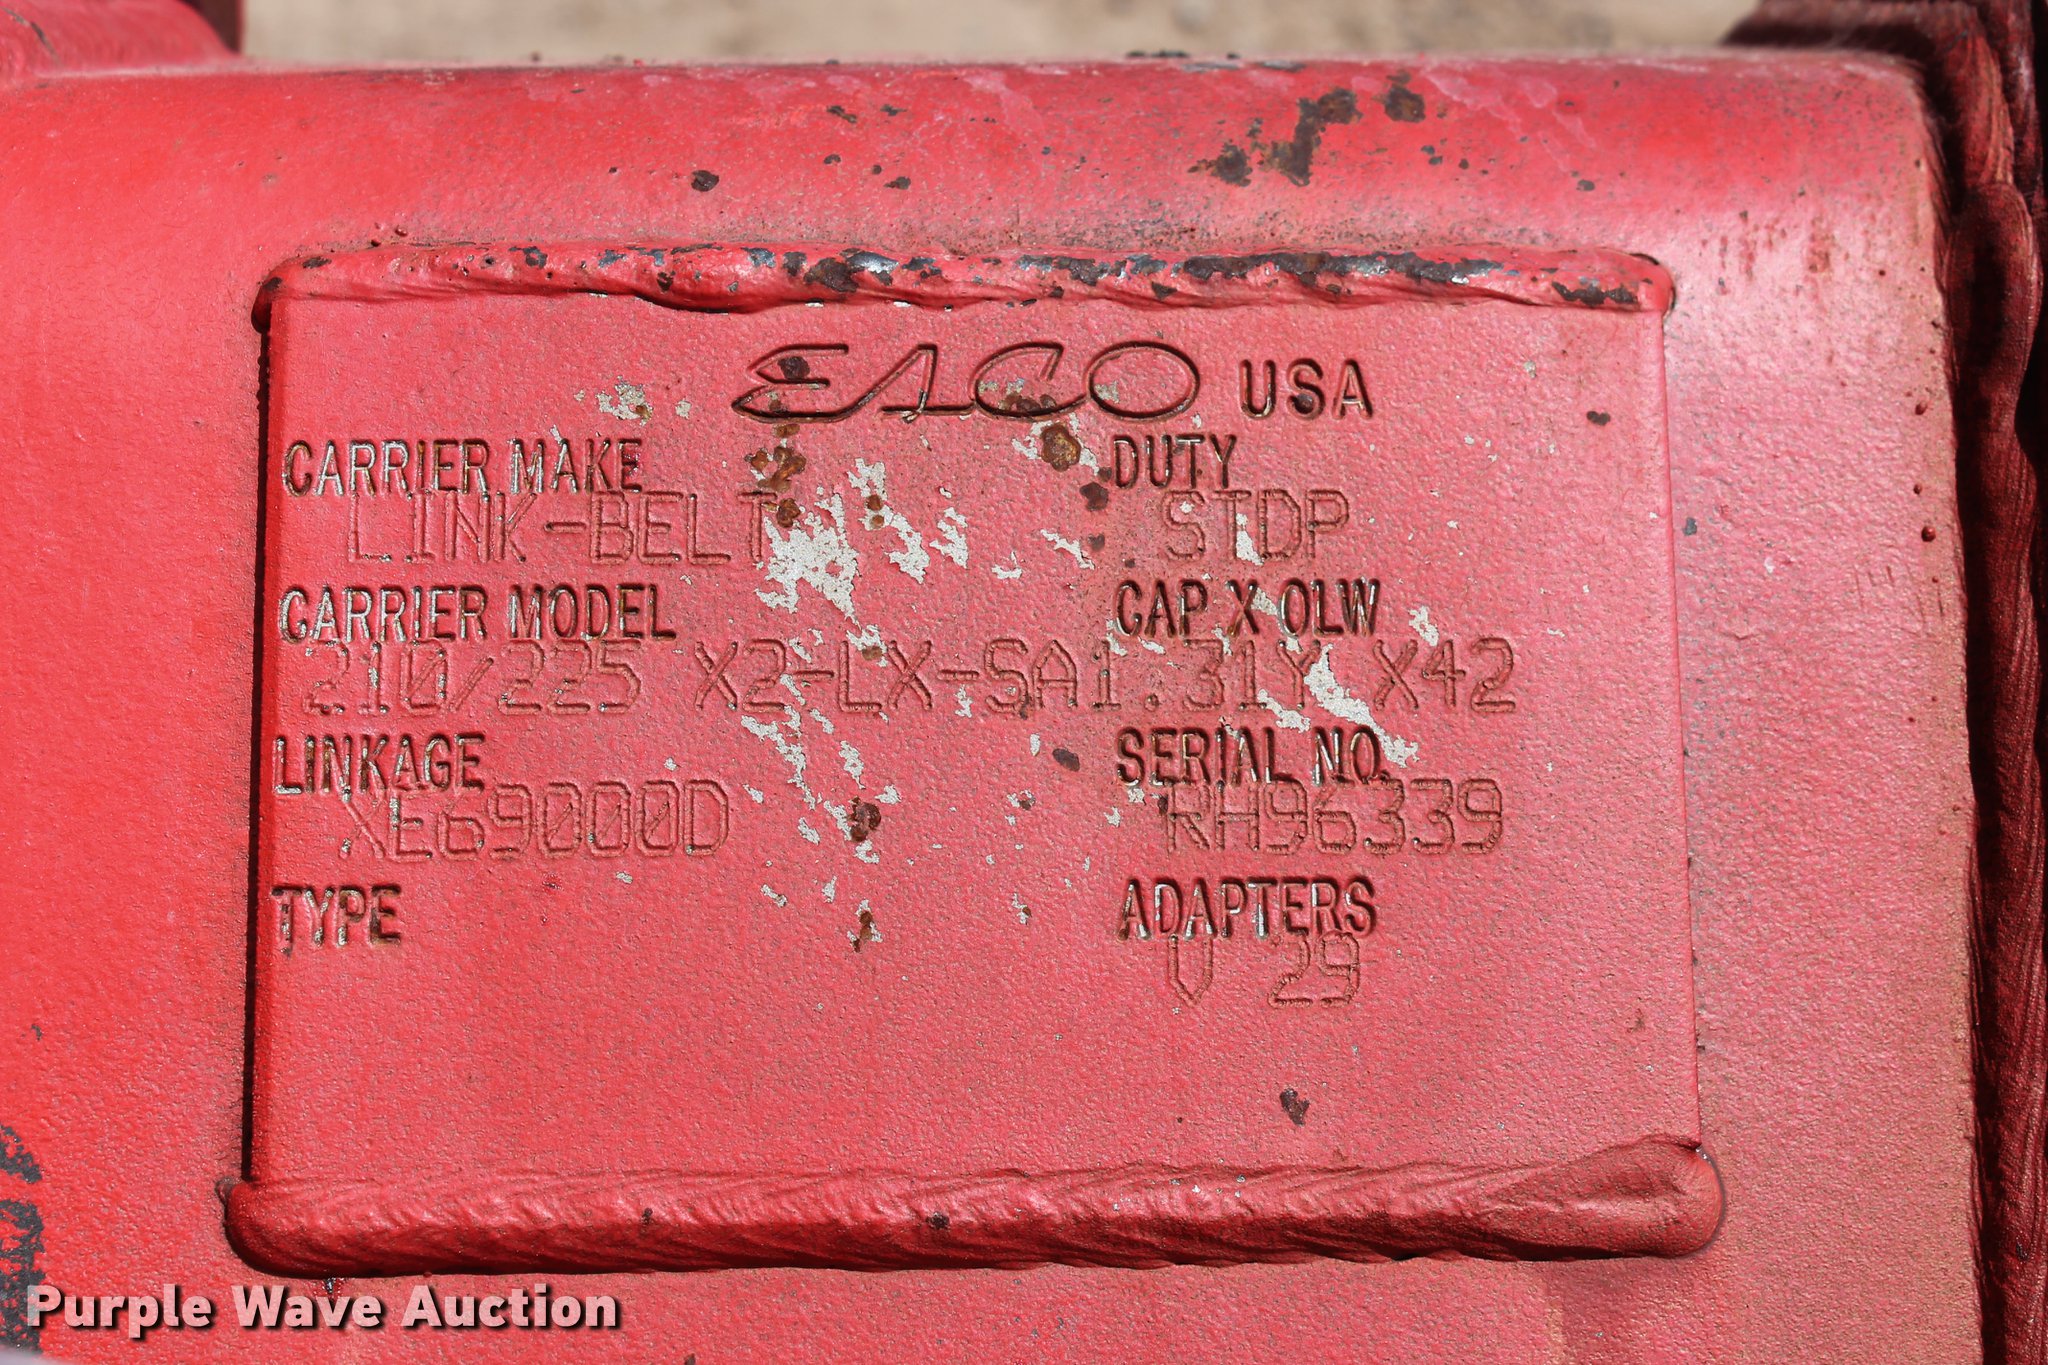 ESCO USA
CARRIER MAKE DUTY
LINK-BELT STDP
CARRIER MODEL CAP X OLW
210/225 X2-LX-SA1.31Y X42
LINKAGE SERIAL NO.
XE69000D RH96339
TYPE ADAPTERS
V 29
Purple Wave Auction